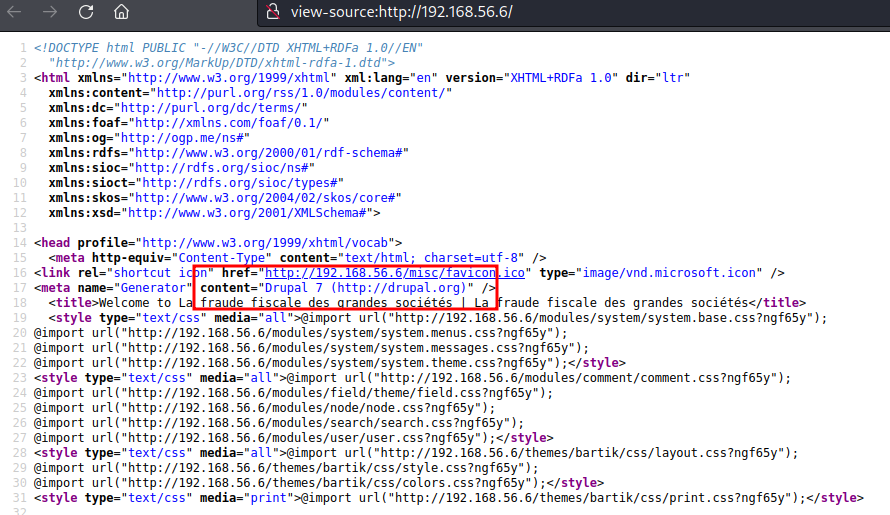 view-source:http://192.168.56.6/
1 <!DOCTYPE html PUBLIC "-//W3C//DTD XHTML+RDFa 1.0//EN"
2 "http://www.w3.org/MarkUp/DTD/xhtml-rdfa-1.dtd">
3 <html xmlns="http://www.w3.org/1999/xhtml" xml:lang="en" version="XHTML+RDFa 1.0" dir="ltr"
4 xmlns:content="http://purl.org/rss/1.0/modules/content/"
5 xmlns:dc="http://purl.org/dc/terms/"
6 xmlns:foaf="http://xmlns.com/foaf/0.1/"
7 xmlns:og="http://ogp.me/ns#"
8 xmlns:rdfs="http://www.w3.org/2000/01/rdf-schema#"
9 xmlns:sioc="http://rdfs.org/sioc/ns#"
10 xmlns:sioct="http://rdfs.org/sioc/types#"
11 xmlns:skos="http://www.w3.org/2004/02/skos/core#"
12 xmlns:xsd="http://www.w3.org/2001/XMLSchema#">
13
14 <head profile="http://www.w3.org/1999/xhtml/vocab">
15 <meta http-equiv="Content-Type" content="text/html; charset=utf-8" />
16 <link rel="shortcut icon" href="http://192.168.56.6/misc/favicon.ico" type="image/vnd.microsoft.icon" />
17 <meta name="Generator" content="Drupal 7 (http://drupal.org)" />
18 <title>Welcome to La fraude fiscale des grandes sociétés | La fraude fiscale des grandes sociétés</title>
19 <style type="text/css" media="all">@import url("http://192.168.56.6/modules/system/system.base.css?ngf65y");
20 @import url("http://192.168.56.6/modules/system/system.menus.css?ngf65y");
21 @import url("http://192.168.56.6/modules/system/system.messages.css?ngf65y");
22 @import url("http://192.168.56.6/modules/system/system.theme.css?ngf65y");</style>
23 <style type="text/css" media="all">@import url("http://192.168.56.6/modules/comment/comment.css?ngf65y");
24 @import url("http://192.168.56.6/modules/field/theme/field.css?ngf65y");
25 @import url("http://192.168.56.6/modules/node/node.css?ngf65y");
26 @import url("http://192.168.56.6/modules/search/search.css?ngf65y");
27 @import url("http://192.168.56.6/modules/user/user.css?ngf65y");</style>
28 <style type="text/css" media="all">@import url("http://192.168.56.6/themes/bartik/css/layout.css?ngf65y");
29 @import url("http://192.168.56.6/themes/bartik/css/style.css?ngf65y");
30 @import url("http://192.168.56.6/themes/bartik/css/colors.css?ngf65y");</style>
31 <style type="text/css" media="print">@import url("http://192.168.56.6/themes/bartik/css/print.css?ngf65y");</style>
32